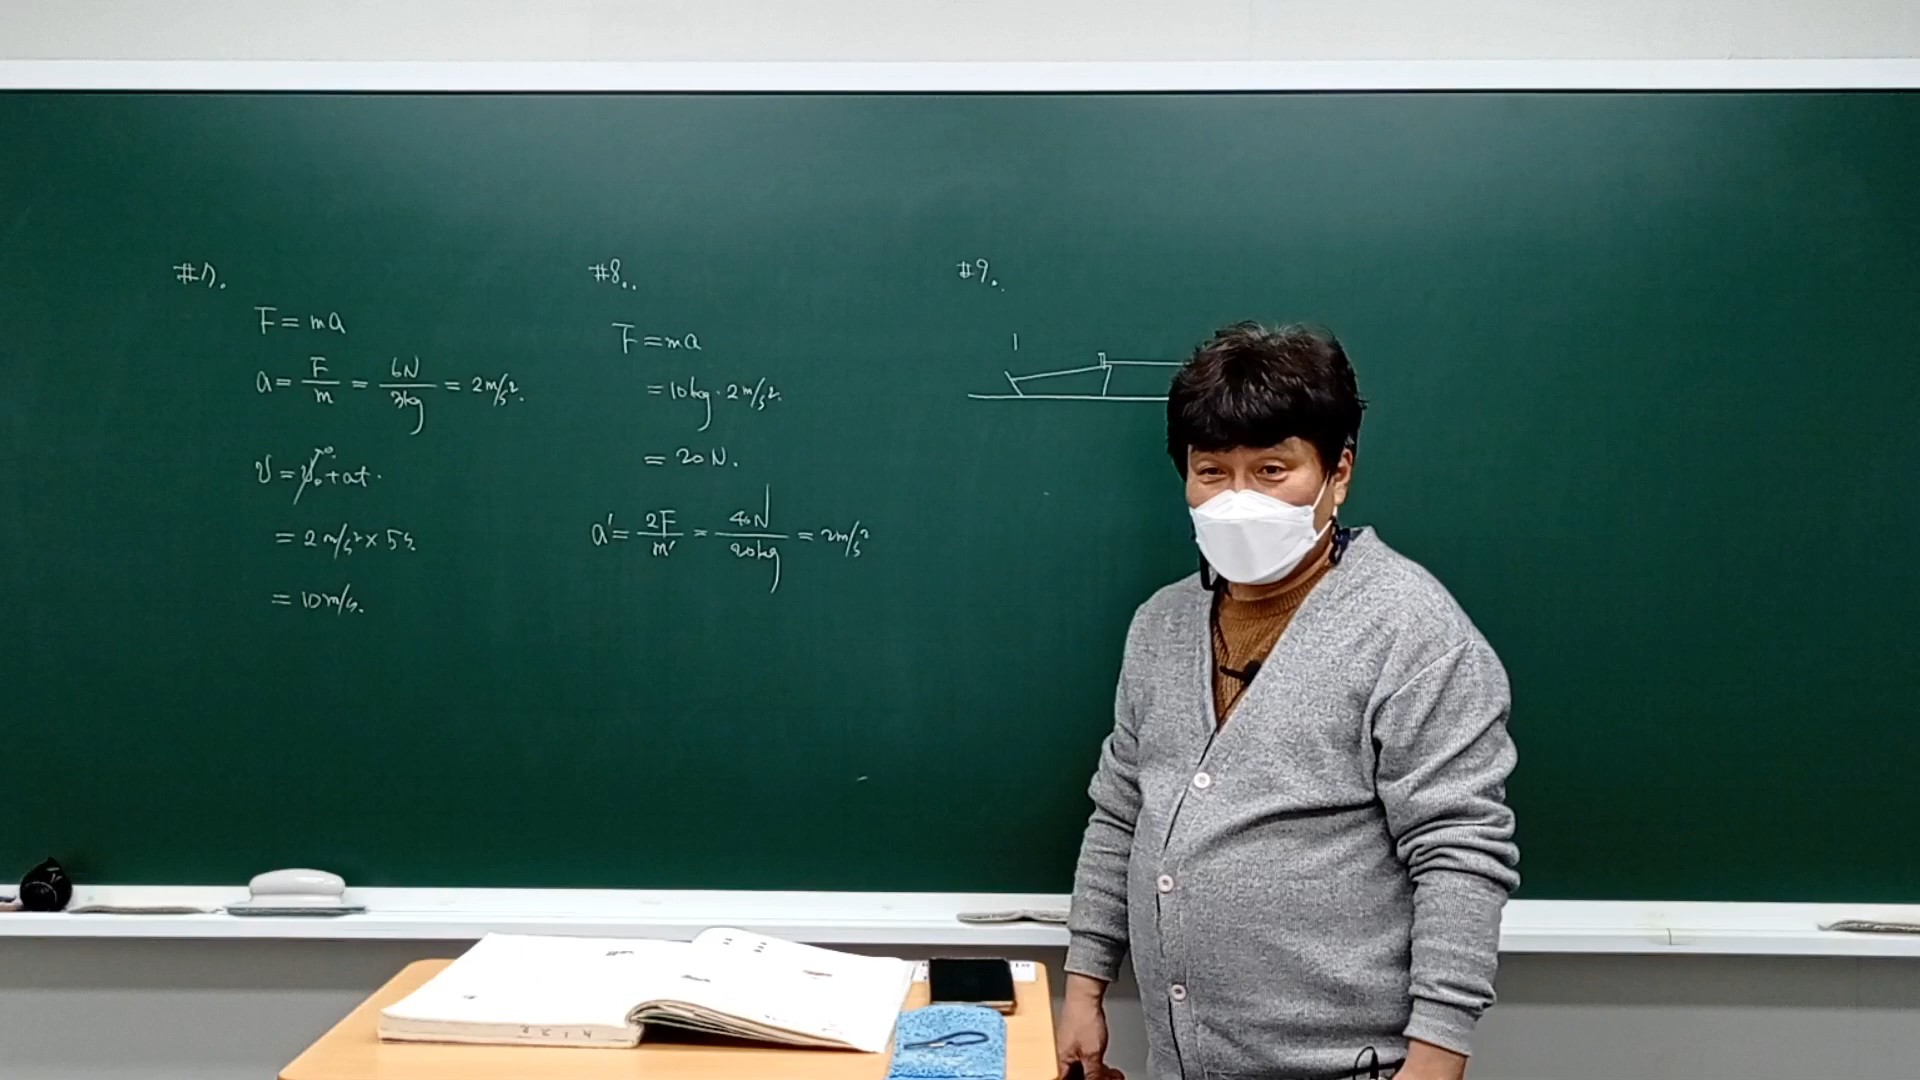 #7.
F = ma
a = F/m = 6N/3kg = 2m/s².
v = v₀⁰ + at.
= 2m/s² × 5s
= 10m/s.
#8.
F = ma
= 10kg · 2m/s².
= 20N.
a' = 2F/m' = 40N/20kg = 2m/s²
#9.
1